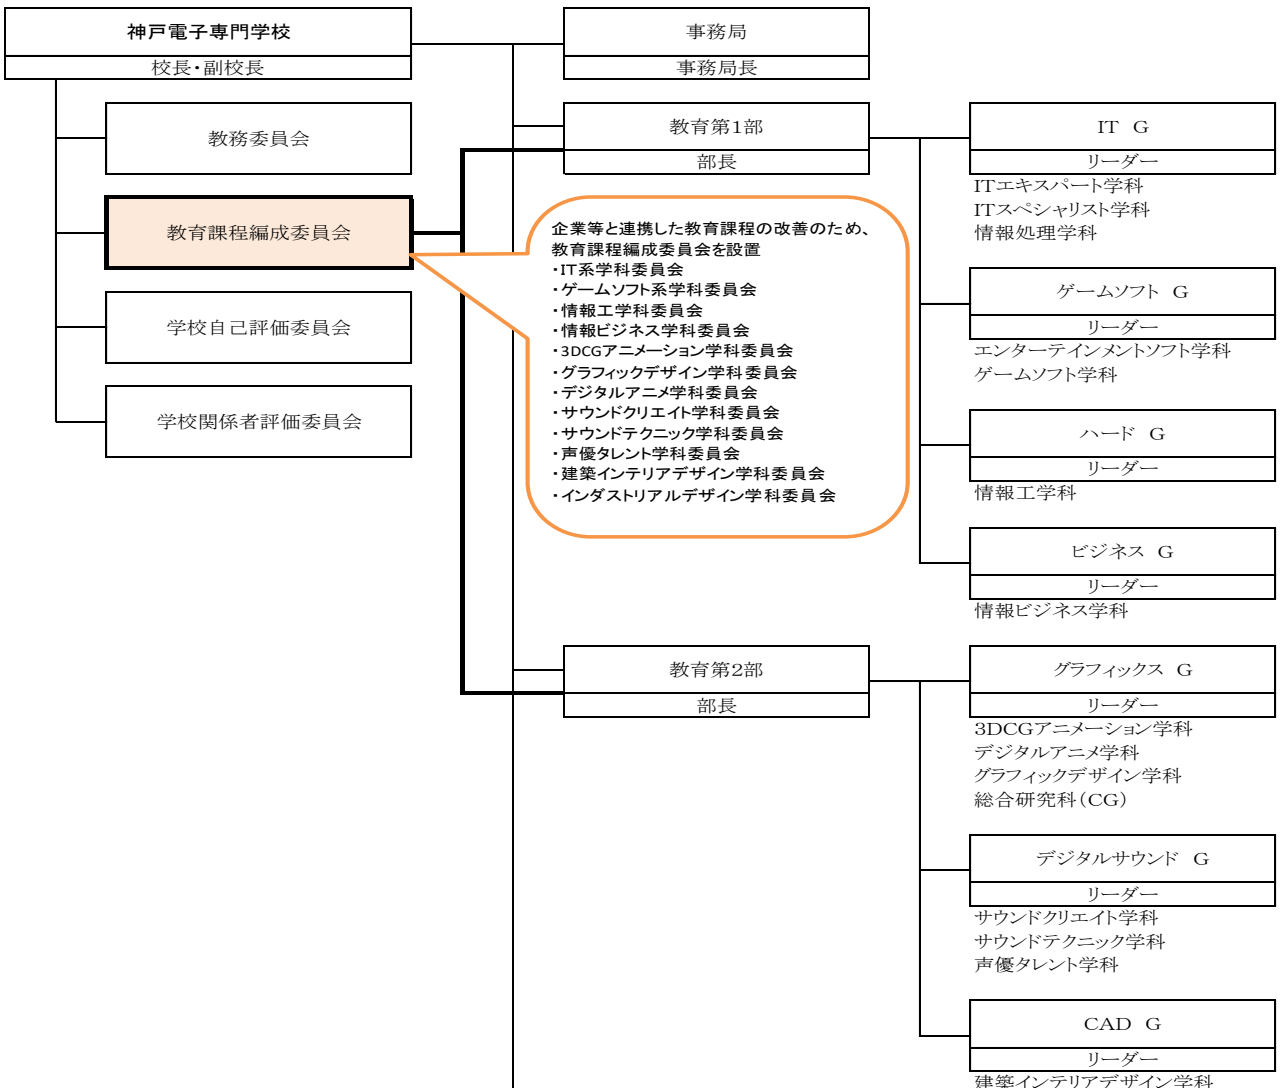 神戸電子専門学校
校長・副校長
教務委員会
教育課程編成委員会
学校自己評価委員会
学校関係者評価委員会
事務局
事務局長
教育第1部
部長
企業等と連携した教育課程の改善のため、
教育課程編成委員会を設置
・IT系学科委員会
・ゲームソフト系学科委員会
・情報工学科委員会
・情報ビジネス学科委員会
・3DCGアニメーション学科委員会
・グラフィックデザイン学科委員会
・デジタルアニメ学科委員会
・サウンドクリエイト学科委員会
・サウンドテクニック学科委員会
・声優タレント学科委員会
・建築インテリアデザイン学科委員会
・インダストリアルデザイン学科委員会
教育第2部
部長
IT G
リーダー
ITエキスパート学科
ITスペシャリスト学科
情報処理学科
ゲームソフト G
リーダー
エンターテインメントソフト学科
ゲームソフト学科
ハード G
リーダー
情報工学科
ビジネス G
リーダー
情報ビジネス学科
グラフィックス G
リーダー
3DCGアニメーション学科
デジタルアニメ学科
グラフィックデザイン学科
総合研究科（CG）
デジタルサウンド G
リーダー
サウンドクリエイト学科
サウンドテクニック学科
声優タレント学科
CAD G
リーダー
建築インテリアデザイン学科